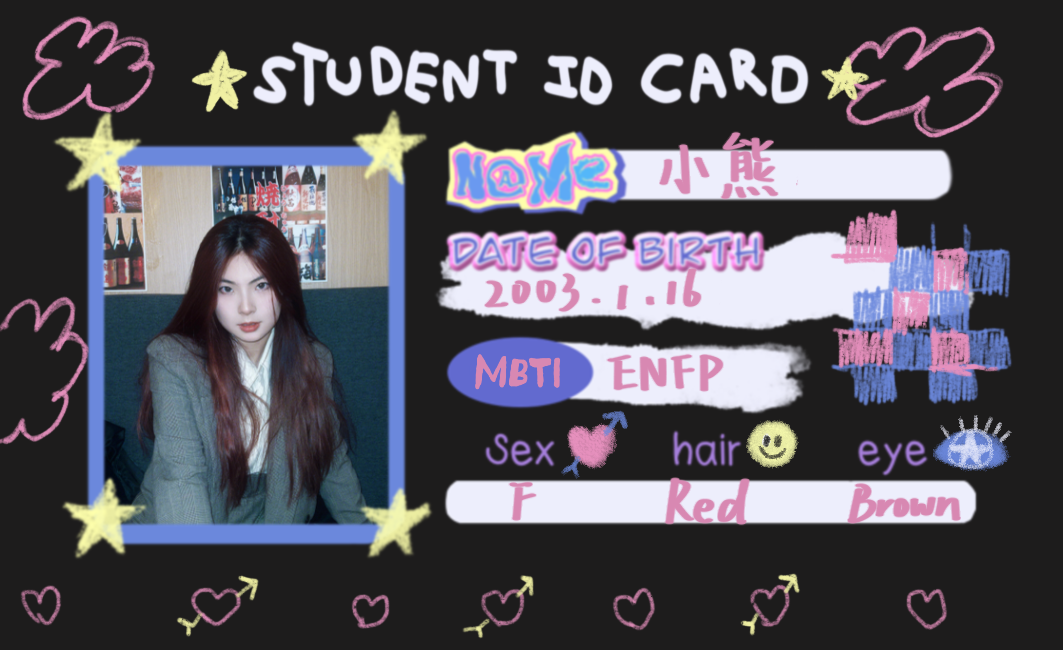 STUDENT ID CARD
N@Me 小熊
DATE OF BIRTH
2003.1.16
MBTI ENFP
Sex hair eye
F Red Brown